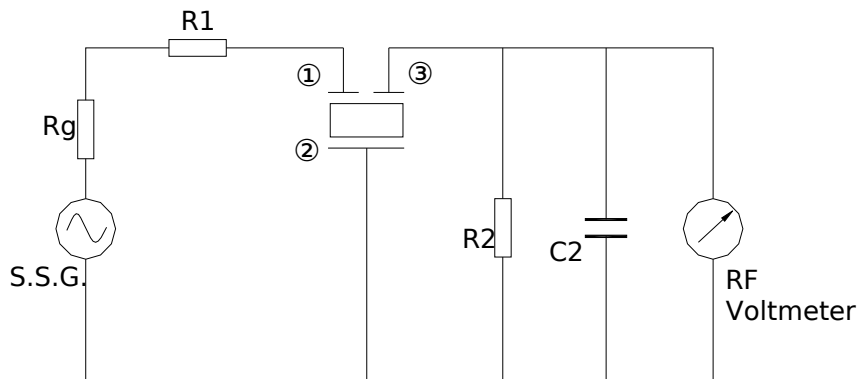 R1
①
③
Rg
②
S.S.G.
R2
C2
RF
Voltmeter